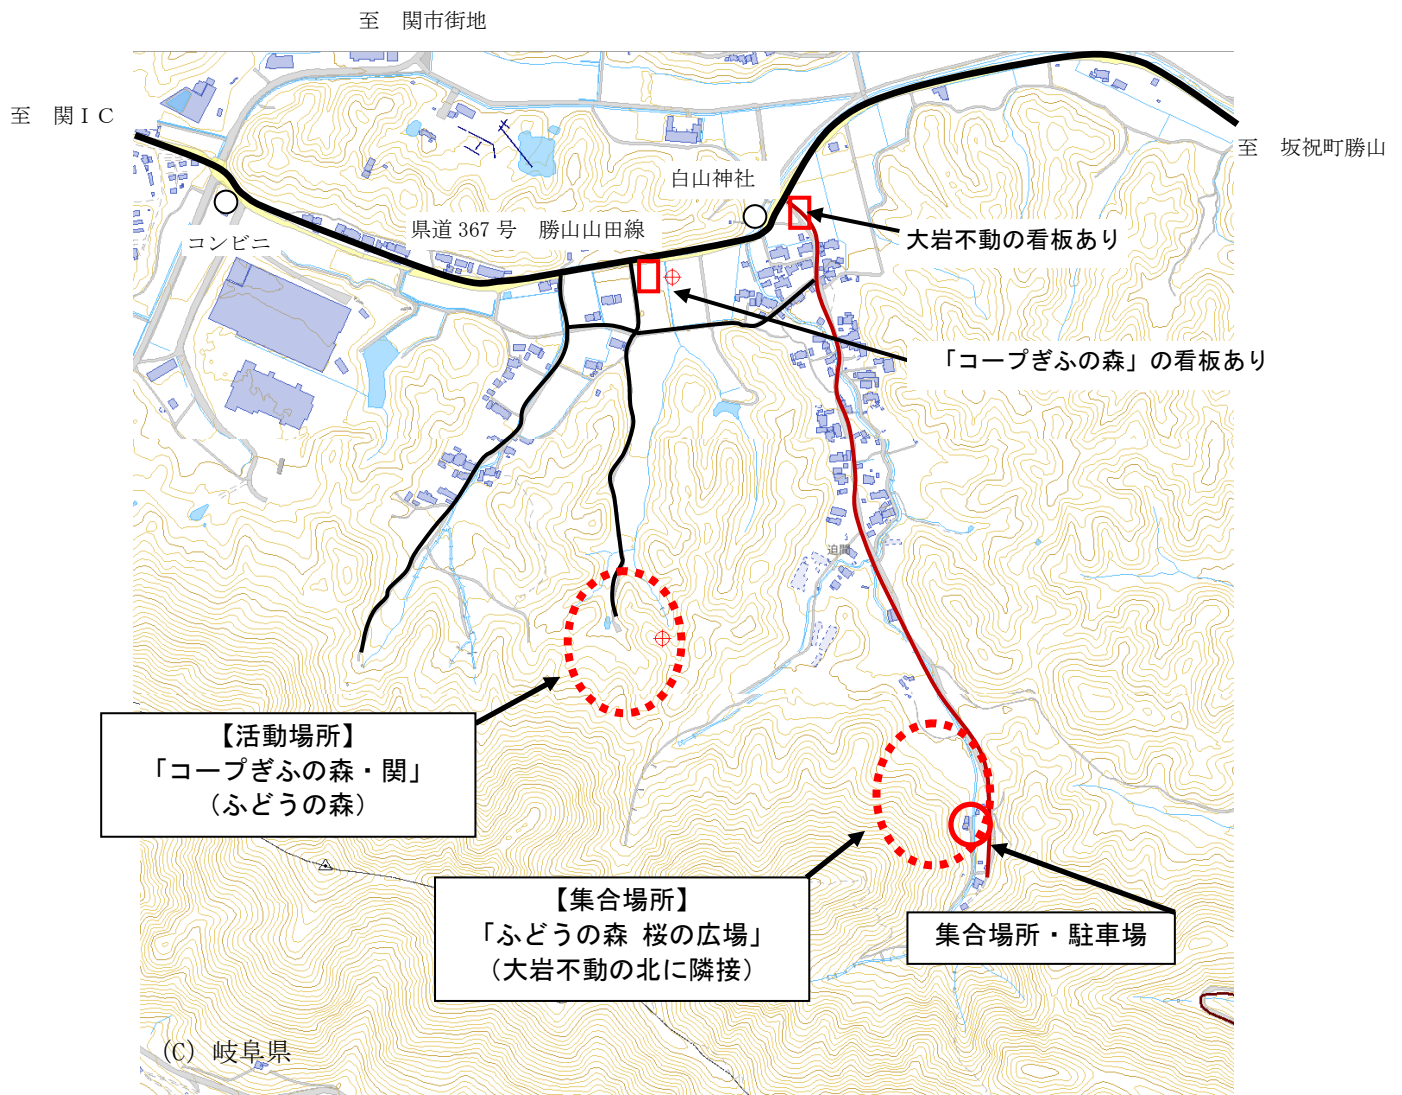 至　関市街地
至　関ＩＣ
至　坂祝町勝山
白山神社
県道 367 号　勝山山田線
大岩不動の看板あり
コンビニ
「コープぎふの森」の看板あり
迫間
【活動場所】
「コープぎふの森・関」
（ふどうの森）
【集合場所】
「ふどうの森 桜の広場」
（大岩不動の北に隣接）
集合場所・駐車場
(C) 岐阜県